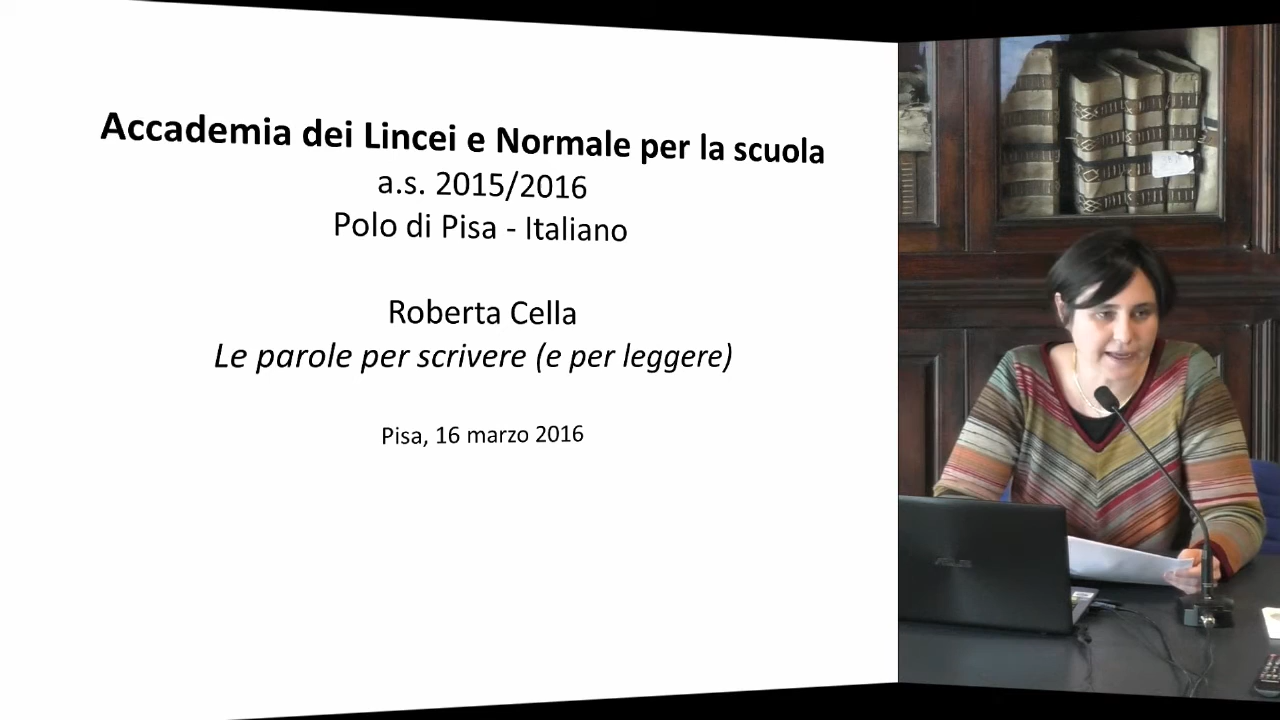 Accademia dei Lincei e Normale per la scuola
a.s. 2015/2016
Polo di Pisa - Italiano
Roberta Cella
Le parole per scrivere (e per leggere)
Pisa, 16 marzo 2016
ASUS